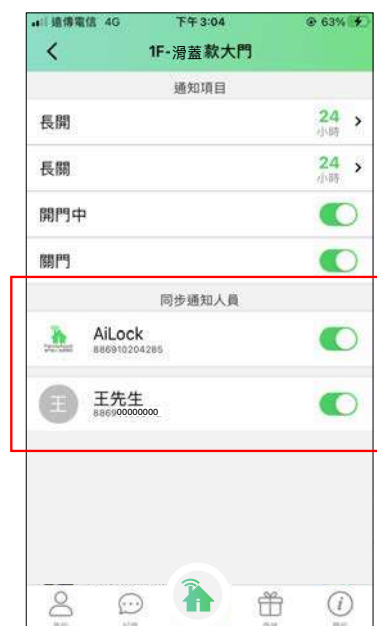 遠傳電信 4G 下午3:04 63%
1F-滑蓋款大門
通知項目
長開 24 小時
長關 24 小時
開門中
關門
同步通知人員
AiLock
886910204285
王 王先生
886900000000